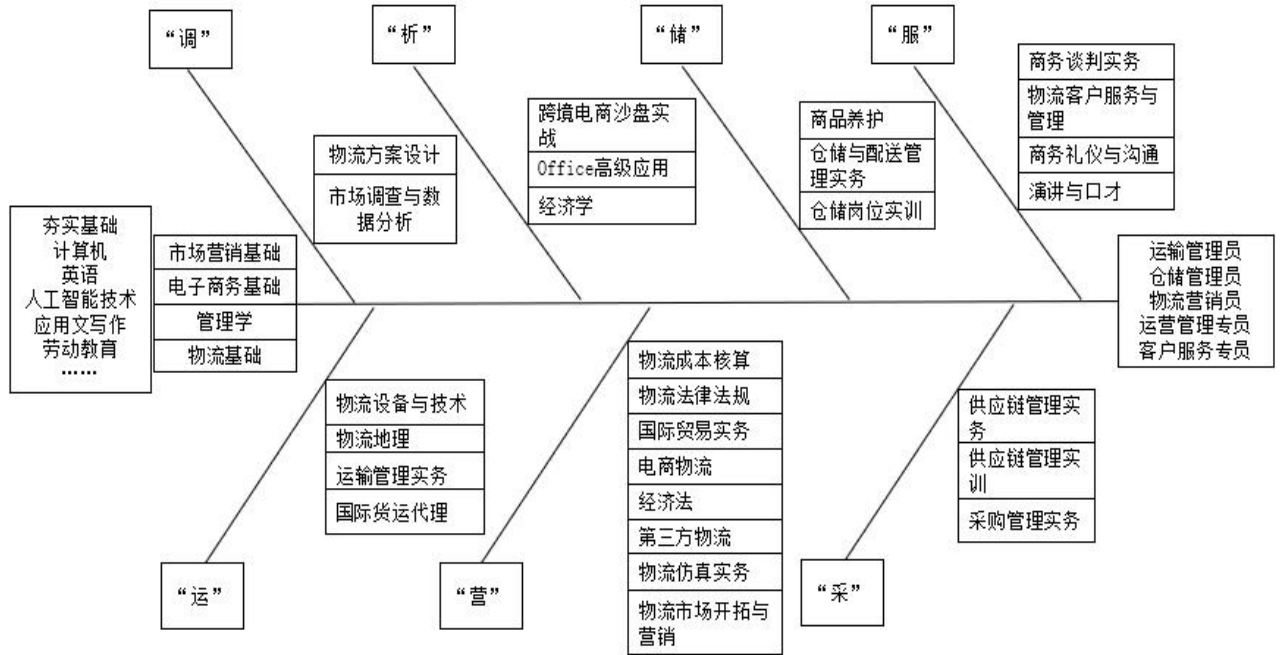 “调”
“析”
“储”
“服”
物流方案设计
市场调查与数
据分析
跨境电商沙盘实
战
Office高级应用
经济学
商品养护
仓储与配送管
理实务
仓储岗位实训
商务谈判实务
物流客户服务与
管理
商务礼仪与沟通
演讲与口才
夯实基础
计算机
英语
人工智能技术
应用文写作
劳动教育
……
市场营销基础
电子商务基础
管理学
物流基础
运输管理员
仓储管理员
物流营销员
运营管理专员
客户服务专员
物流设备与技术
物流地理
运输管理实务
国际货运代理
物流成本核算
物流法律法规
国际贸易实务
电商物流
经济法
第三方物流
物流仿真实务
物流市场开拓与
营销
供应链管理实
务
供应链管理实
训
采购管理实务
“运”
“营”
“采”